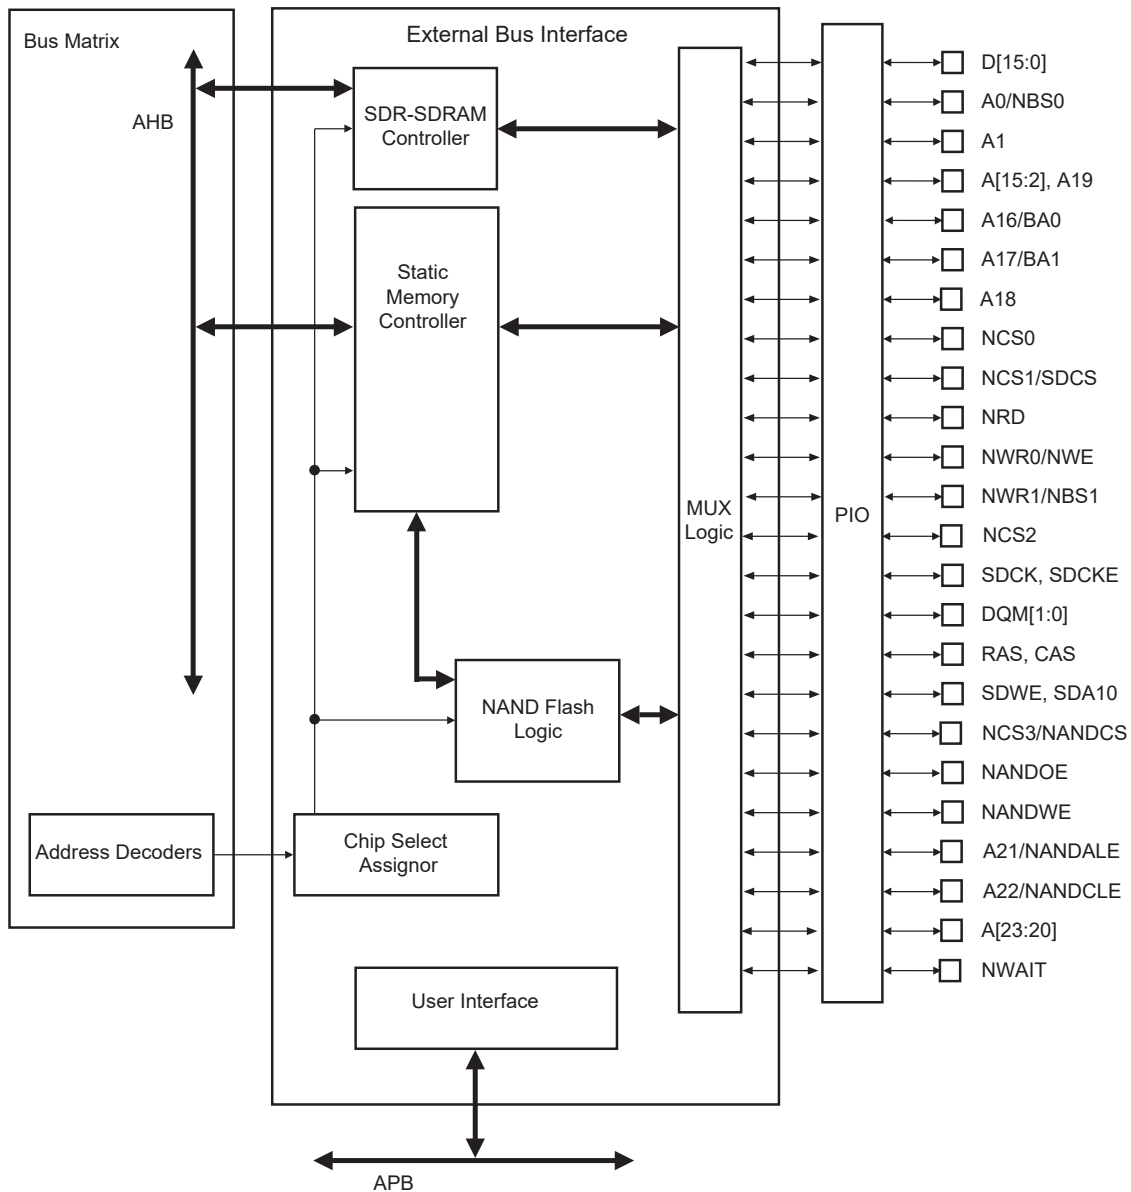 Bus Matrix
External Bus Interface
AHB
SDR-SDRAM
Controller
Static
Memory
Controller
NAND Flash
Logic
Address Decoders
Chip Select
Assignor
User Interface
APB
MUX
Logic
PIO
D[15:0]
A0/NBS0
A1
A[15:2], A19
A16/BA0
A17/BA1
A18
NCS0
NCS1/SDCS
NRD
NWR0/NWE
NWR1/NBS1
NCS2
SDCK, SDCKE
DQM[1:0]
RAS, CAS
SDWE, SDA10
NCS3/NANDCS
NANDOE
NANDWE
A21/NANDALE
A22/NANDCLE
A[23:20]
NWAIT